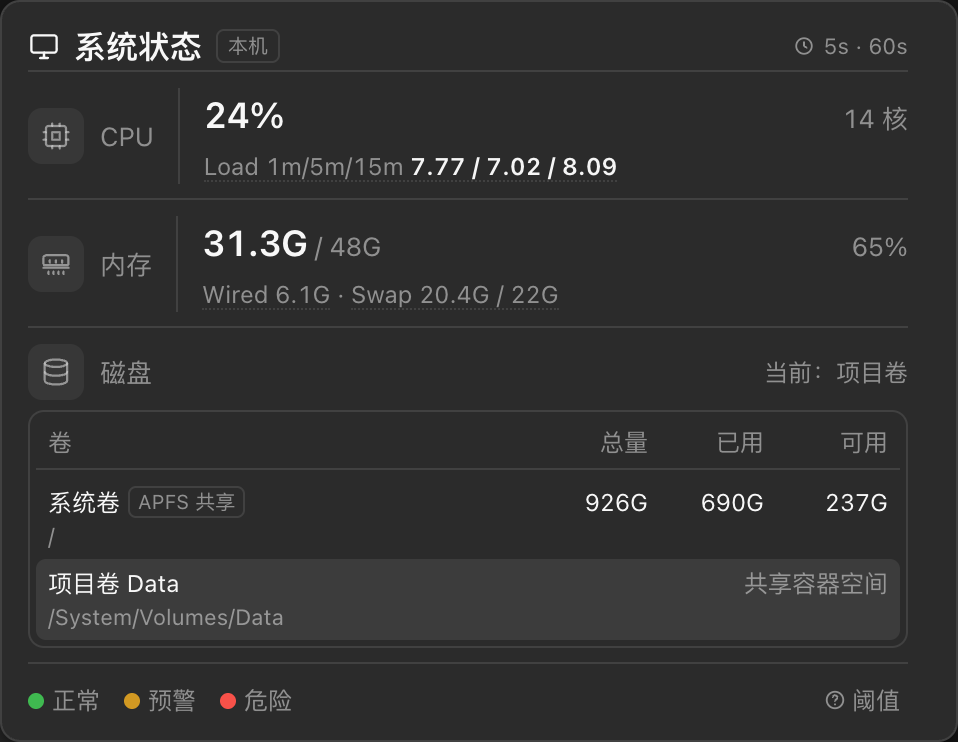 系统状态 本机 5s · 60s
CPU 24% 14 核
Load 1m/5m/15m 7.77 / 7.02 / 8.09
内存 31.3G / 48G 65%
Wired 6.1G · Swap 20.4G / 22G
磁盘 当前：项目卷
卷 总量 已用 可用
系统卷 APFS 共享 926G 690G 237G
/
项目卷 Data 共享容器空间
/System/Volumes/Data
正常 预警 危险 阈值